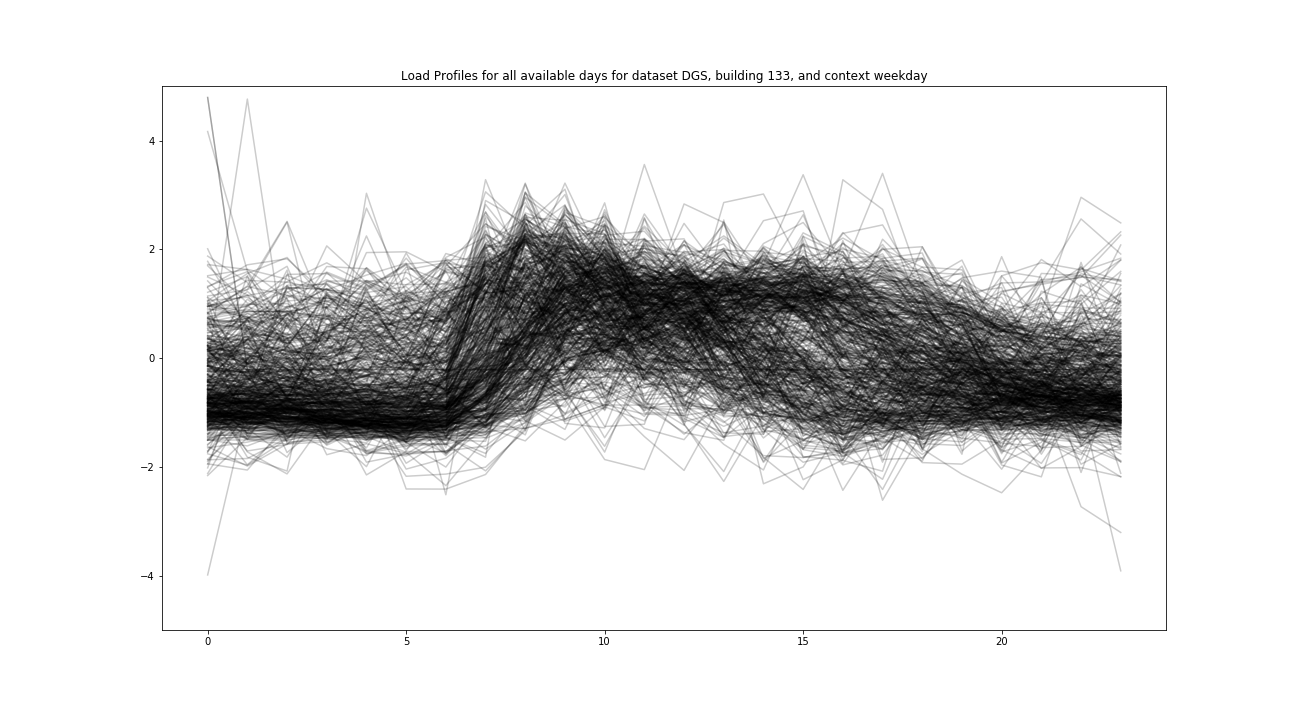 Load Profiles for all available days for dataset DGS, building 133, and context weekday
4
2
0
−2
−4
0 5 10 15 20